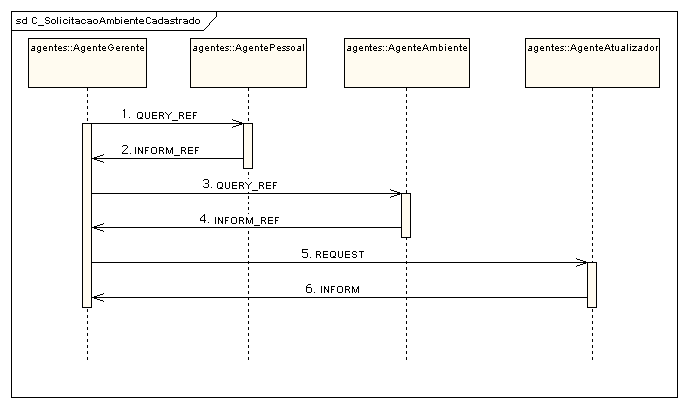 sd C_SolicitacaoAmbienteCadastrado
agentes::AgenteGerente
agentes::AgentePessoal
agentes::AgenteAmbiente
agentes::AgenteAtualizador
1. QUERY_REF
2. INFORM_REF
3. QUERY_REF
4. INFORM_REF
5. REQUEST
6. INFORM